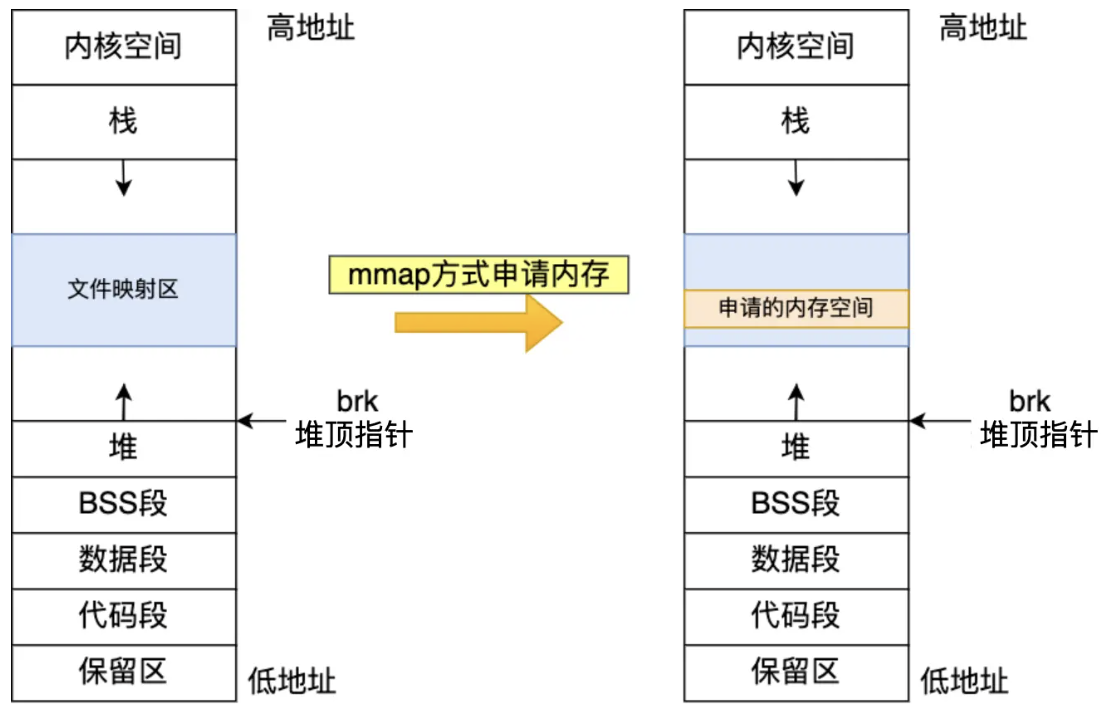 高地址
内核空间
栈
文件映射区
brk
堆顶指针
堆
BSS段
数据段
代码段
保留区
低地址
mmap方式申请内存
高地址
内核空间
栈
申请的内存空间
brk
堆顶指针
堆
BSS段
数据段
代码段
保留区
低地址